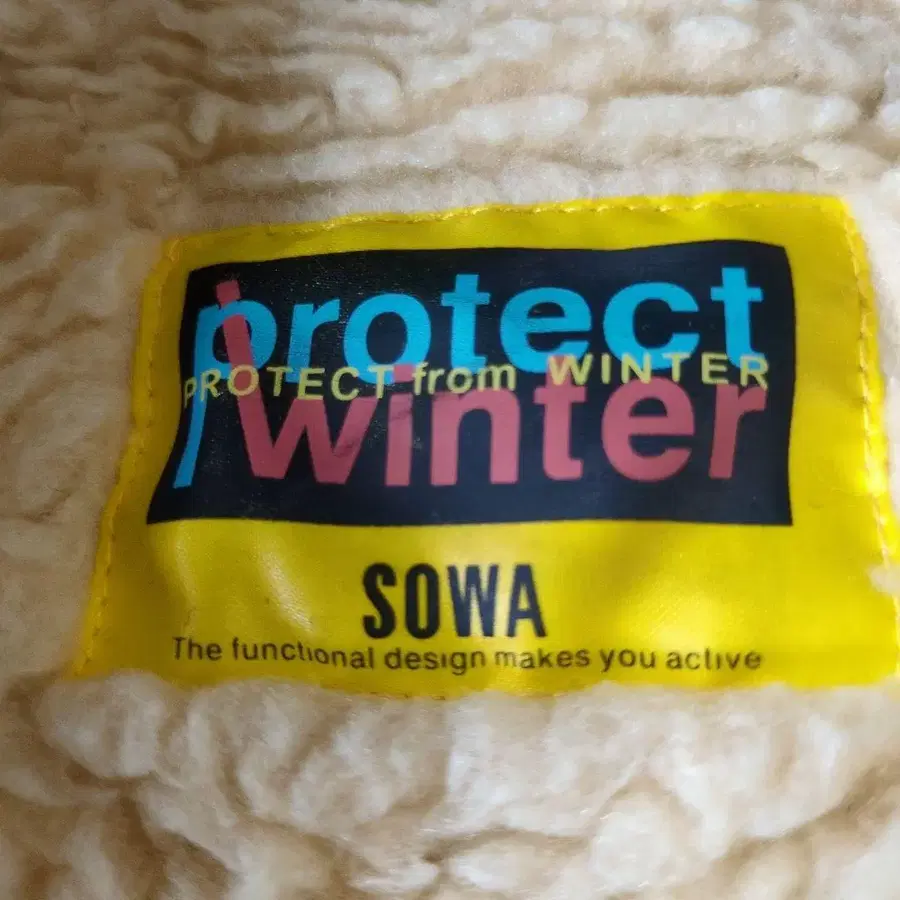 protect
PROTECT from WINTER
winter
SOWA
The functional design makes you active